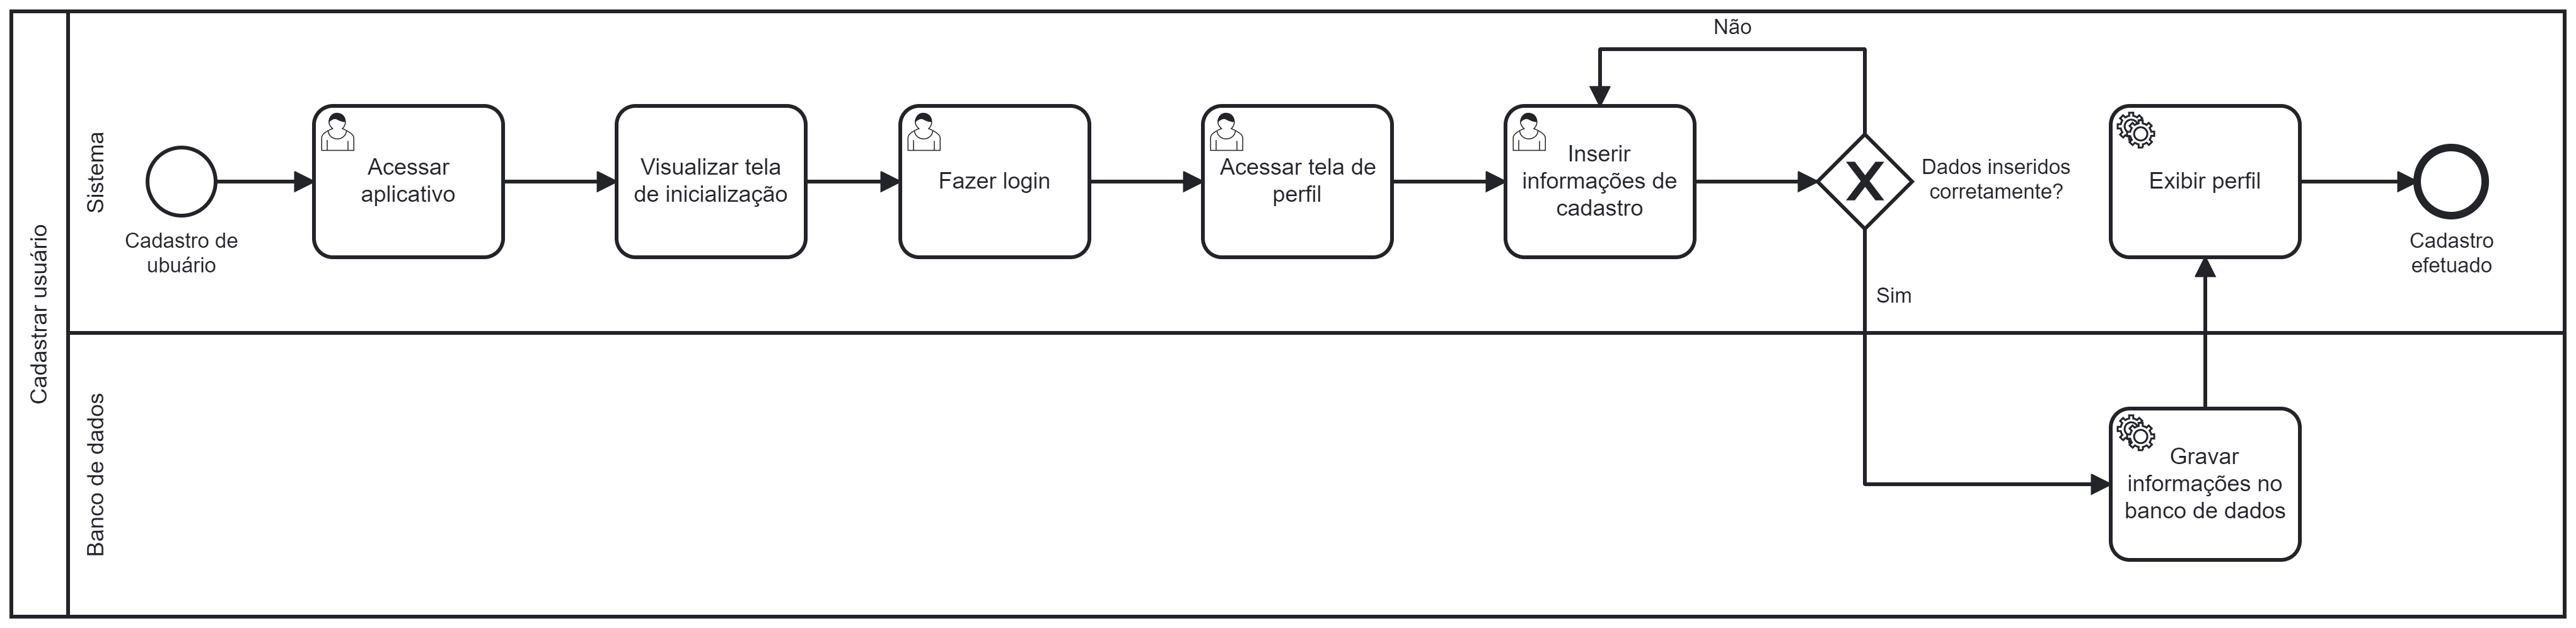 Cadastrar usuário
Sistema
Cadastro de
ubuário
Acessar
aplicativo
Visualizar tela
de inicialização
Fazer login
Acessar tela de
perfil
Inserir
informações de
cadastro
Não
Dados inseridos
corretamente?
Sim
Exibir perfil
Cadastro
efetuado
Banco de dados
Gravar
informações no
banco de dados